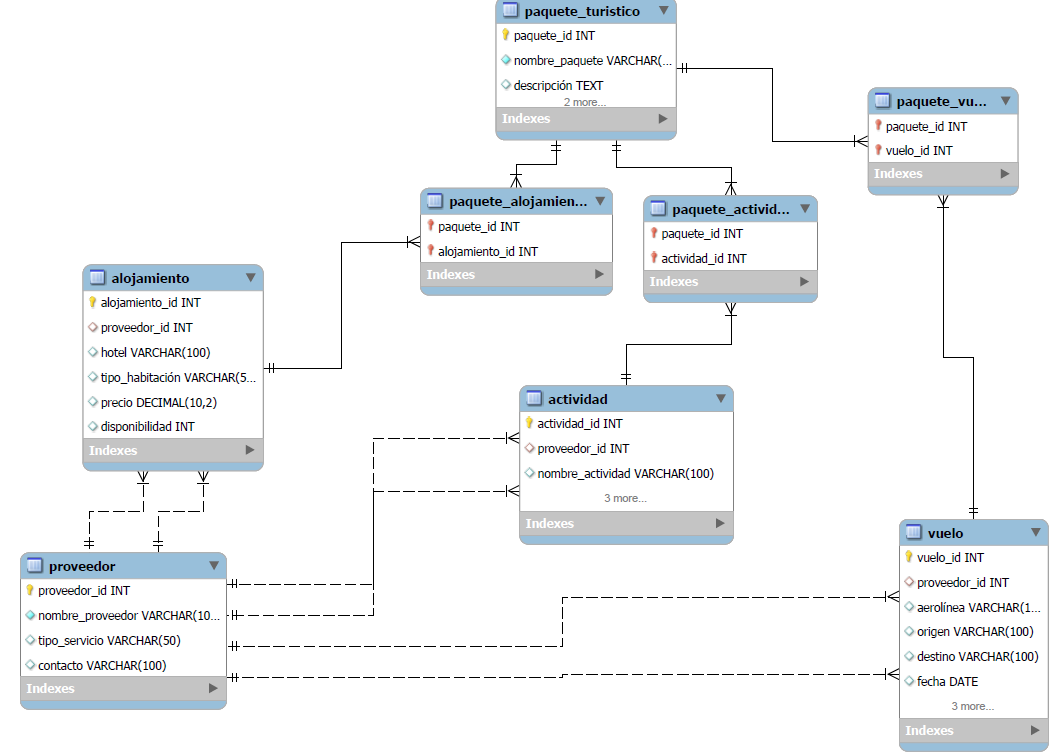 paquete_turistico
paquete_id INT
nombre_paquete VARCHAR(...
descripción TEXT
2 more...
Indexes
paquete_vu...
paquete_id INT
vuelo_id INT
Indexes
paquete_alojamien...
paquete_id INT
alojamiento_id INT
Indexes
paquete_activid...
paquete_id INT
actividad_id INT
Indexes
alojamiento
alojamiento_id INT
proveedor_id INT
hotel VARCHAR(100)
tipo_habitación VARCHAR(5...
precio DECIMAL(10,2)
disponibilidad INT
Indexes
actividad
actividad_id INT
proveedor_id INT
nombre_actividad VARCHAR(100)
3 more...
Indexes
proveedor
proveedor_id INT
nombre_proveedor VARCHAR(10...
tipo_servicio VARCHAR(50)
contacto VARCHAR(100)
Indexes
vuelo
vuelo_id INT
proveedor_id INT
aerolínea VARCHAR(1...
origen VARCHAR(100)
destino VARCHAR(100)
fecha DATE
3 more...
Indexes